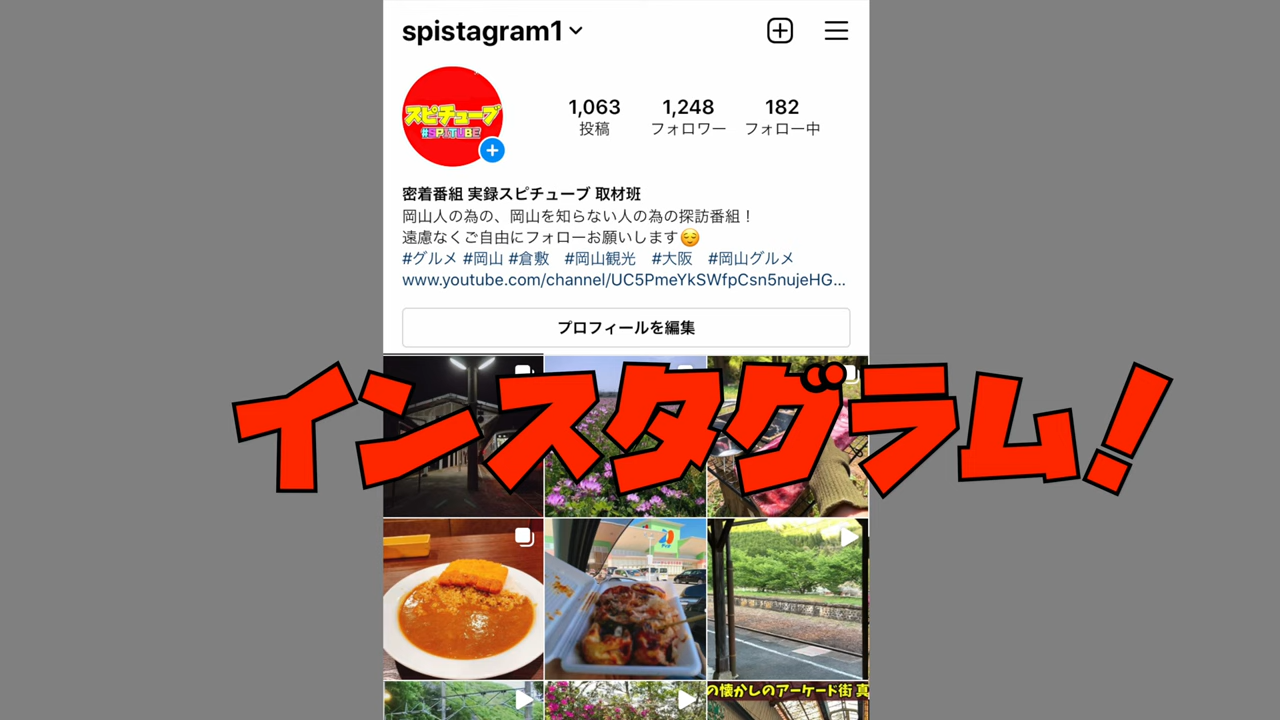 spistagram1
スピチューブ
#SPITUBE
1,063 1,248 182
投稿 フォロワー フォロー中
密着番組 実録スピチューブ 取材班
岡山人の為の、岡山を知らない人の為の探訪番組！
遠慮なくご自由にフォローお願いします😌
#グルメ #岡山 #倉敷 #岡山観光 #大阪 #岡山グルメ
www.youtube.com/channel/UC5PmeYkSWfpCsn5nujeHG...
プロフィールを編集
インスタグラム！
の懐かしのアーケード街 真